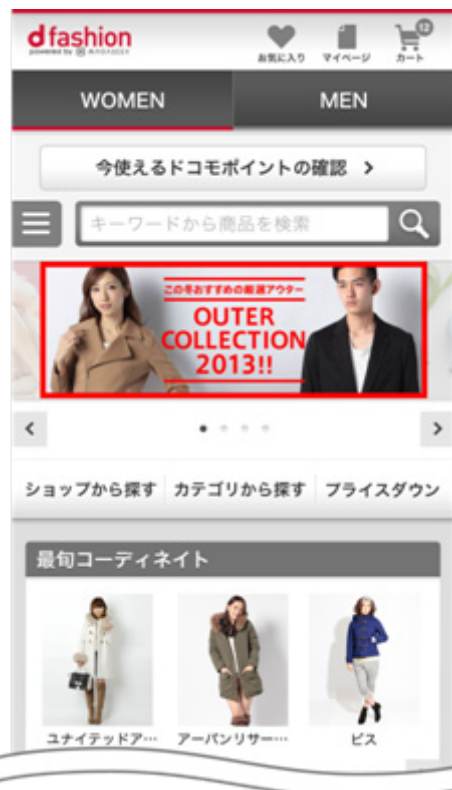 d fashion
powered by MAGASEEK
お気に入り マイページ カート
12
WOMEN MEN
今使えるドコモポイントの確認 >
キーワードから商品を検索
この冬おすすめの厳選アウター
OUTER
COLLECTION
2013!!
ショップから探す カテゴリから探す プライスダウン
最旬コーディネイト
ユナイテッドア… アーバンリサー… ビス